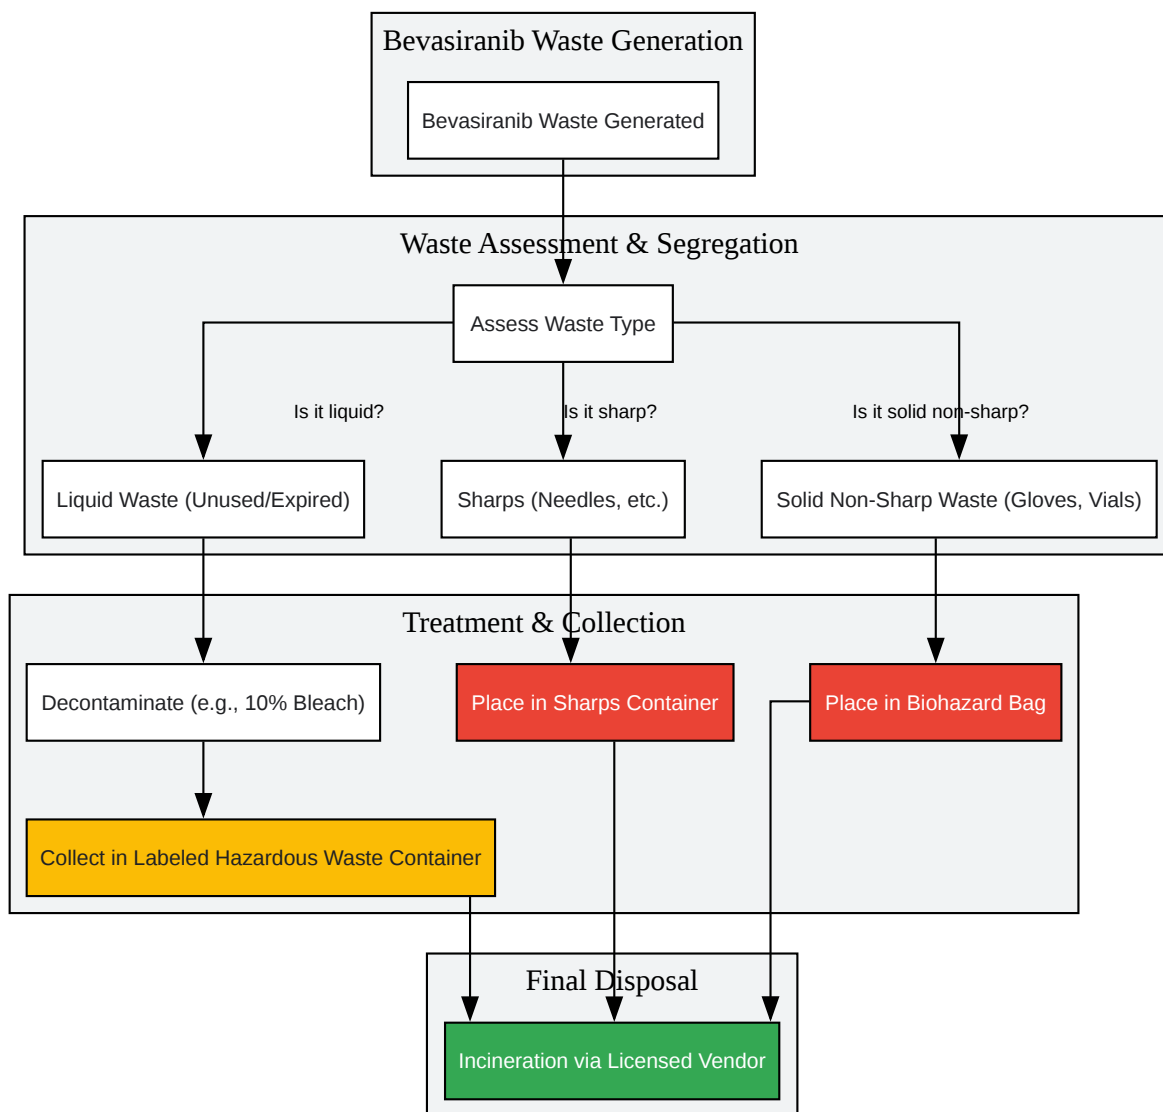 Bevasiranib Waste Generation
Bevasiranib Waste Generated
Waste Assessment & Segregation
Assess Waste Type
Is it liquid?
Is it sharp?
Is it solid non-sharp?
Liquid Waste (Unused/Expired)
Sharps (Needles, etc.)
Solid Non-Sharp Waste (Gloves, Vials)
Treatment & Collection
Decontaminate (e.g., 10% Bleach)
Place in Sharps Container
Place in Biohazard Bag
Collect in Labeled Hazardous Waste Container
Final Disposal
Incineration via Licensed Vendor